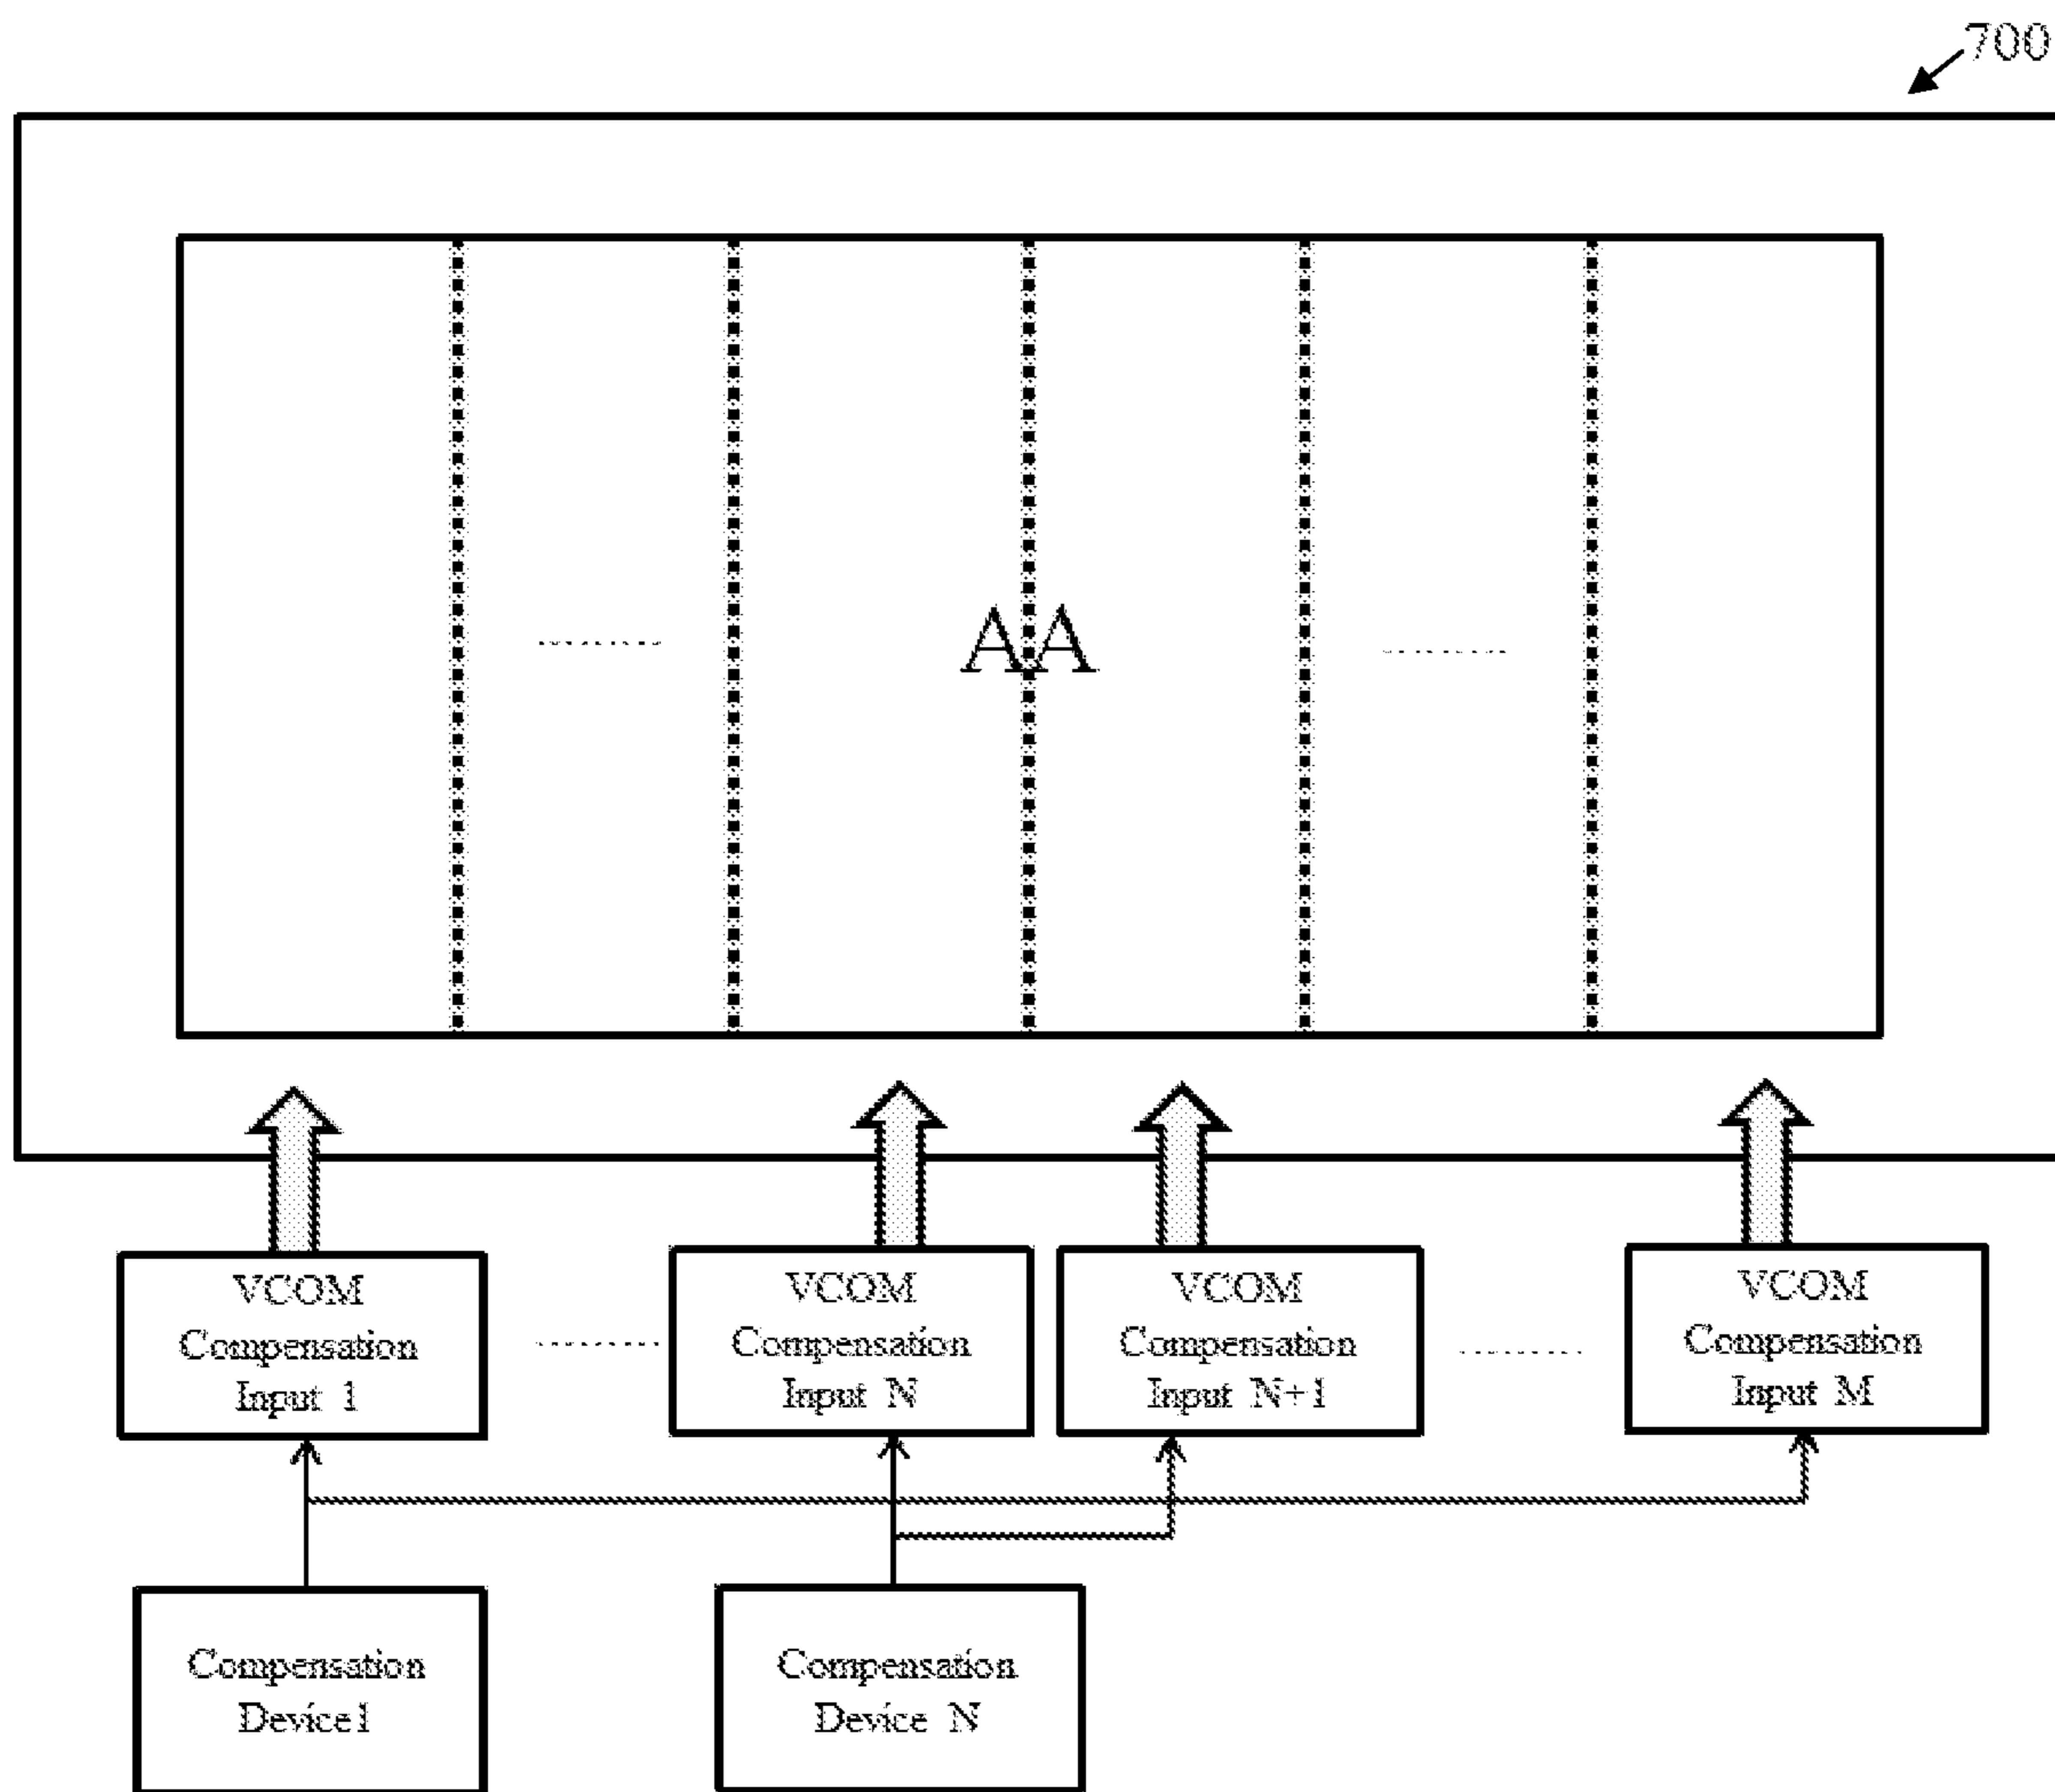 700
AA
VCOM
Compensation
Input 1
VCOM
Compensation
Input N
VCOM
Compensation
Input N+1
VCOM
Compensation
Input M
Compensation
Device1
Compensation
Device N